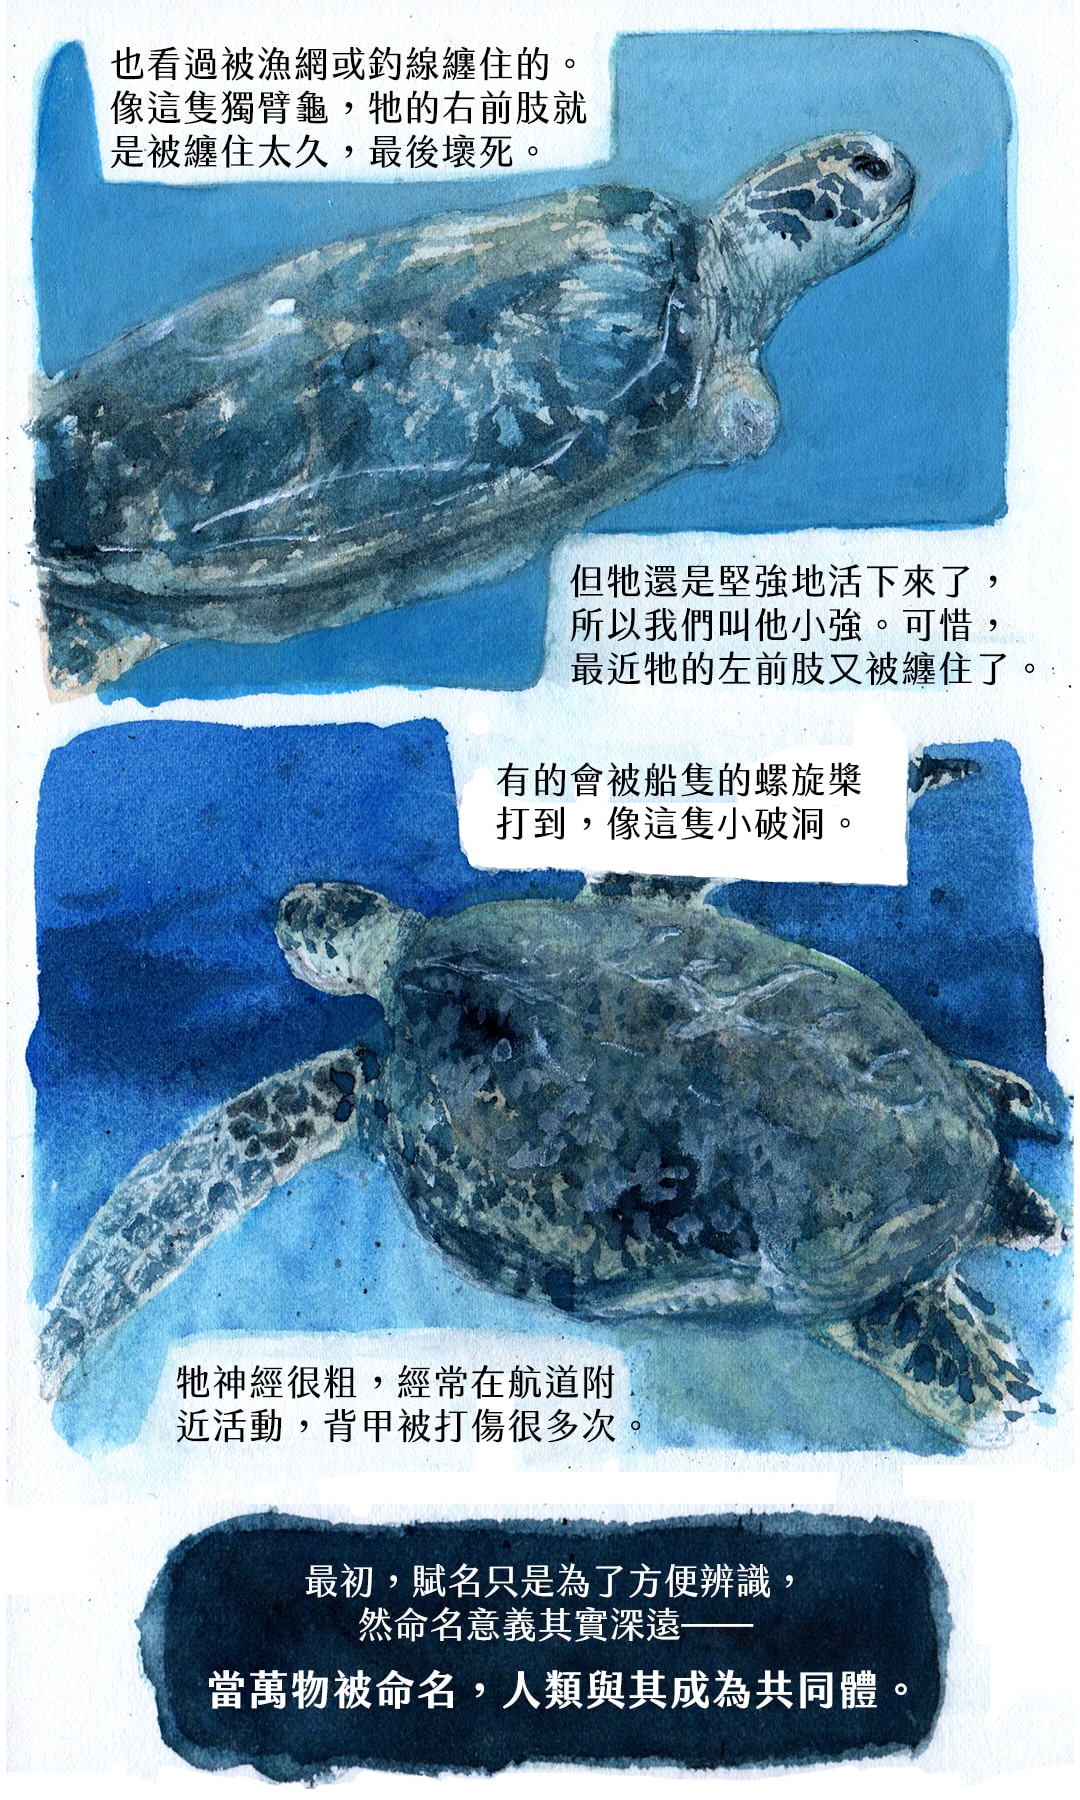 也看過被漁網或釣線纏住的。
像這隻獨臂龜，牠的右前肢就
是被纏住太久，最後壞死。
但牠還是堅強地活下來了，
所以我們叫他小強。可惜，
最近牠的左前肢又被纏住了。
有的會被船隻的螺旋槳
打到，像這隻小破洞。
牠神經很粗，經常在航道附
近活動，背甲被打傷很多次。
最初，賦名只是為了方便辨識，
然命名意義其實深遠——
當萬物被命名，人類與其成為共同體。